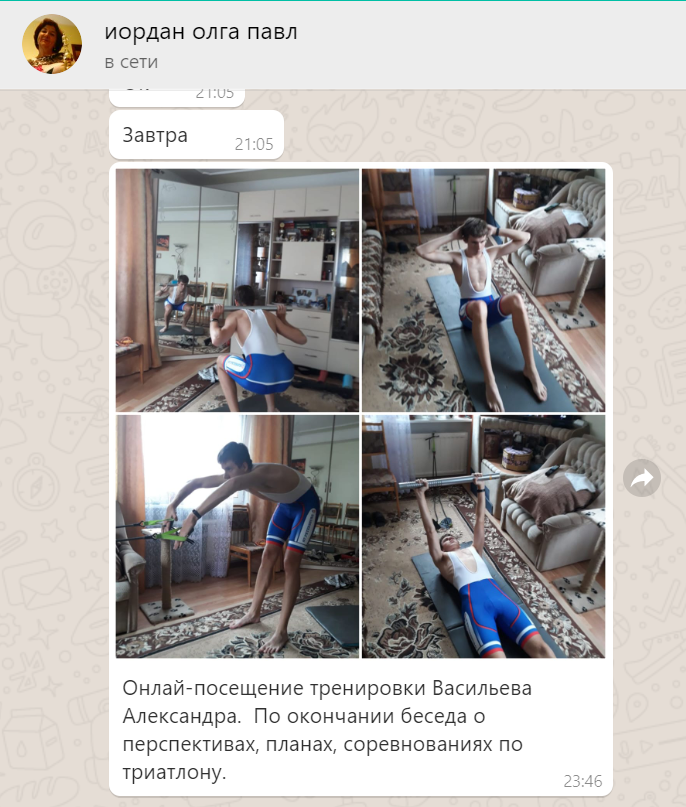 иордан олга павл
в сети
21:05
Завтра
21:05
Онлай-посещение тренировки Васильева
Александра. По окончании беседа о
перспективах, планах, соревнованиях по
триатлону.
23:46